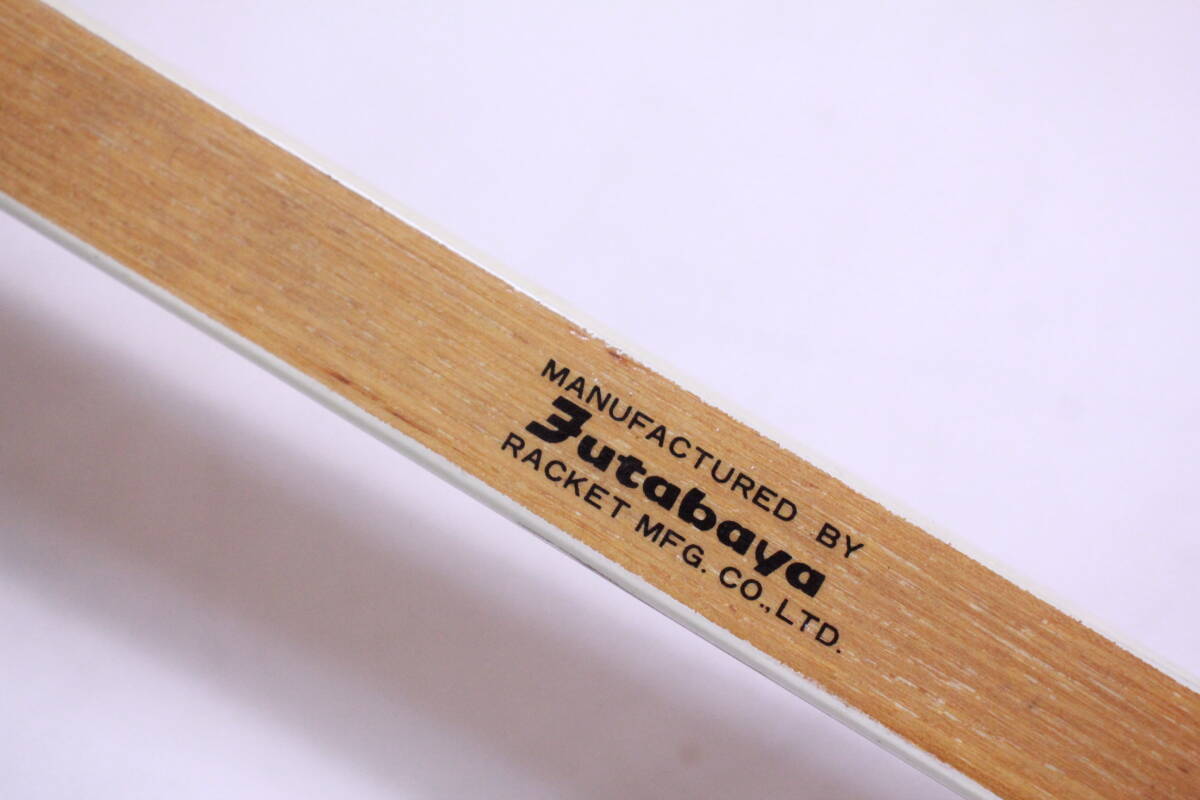 MANUFACTURED BY
Futabaya
RACKET MFG. CO., LTD.